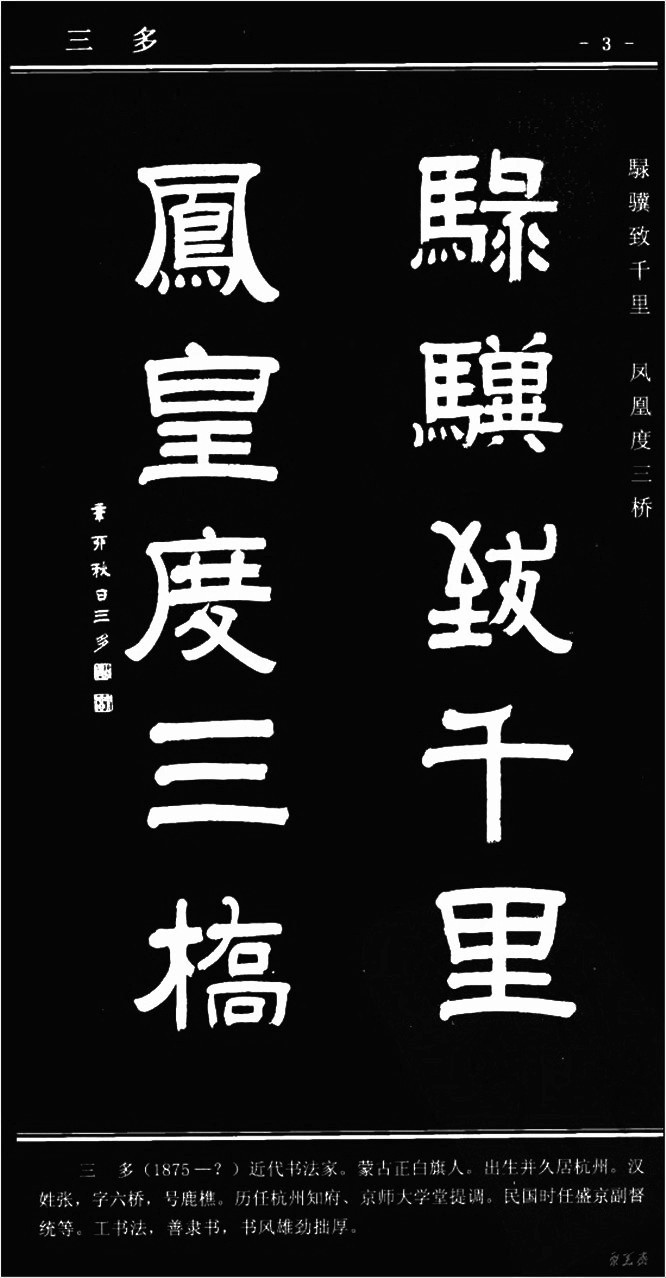 三 多
- 3 -
騄骥致千里 凤凰度三桥
騄驥致千里
鳳皇度三橋
辛卯秋日三多
三 多（1875—？）近代书法家。蒙古正白旗人。出生并久居杭州。汉
姓张，字六桥，号鹿樵。历任杭州知府、京师大学堂提调。民国时任盛京副督
统等。工书法，善隶书，书风雄劲拙厚。